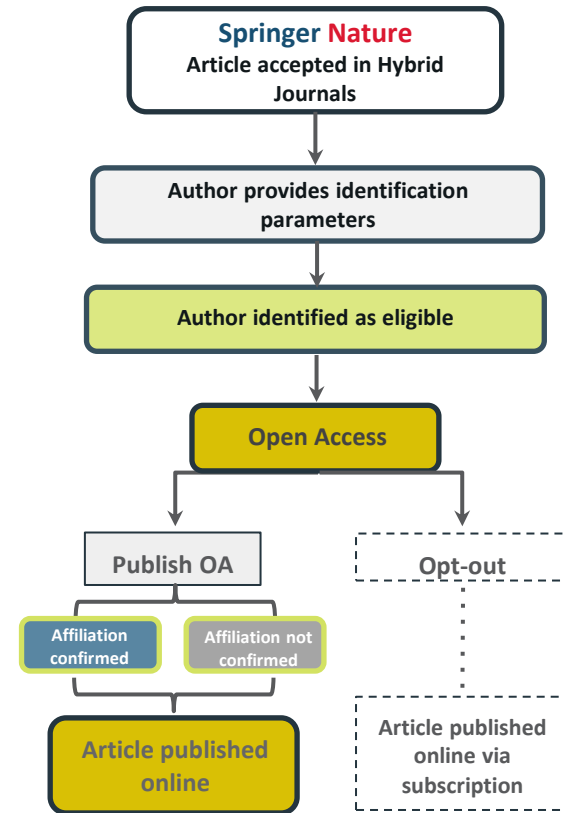 Springer Nature
Article accepted in Hybrid
Journals
Author provides identification
parameters
Author identified as eligible
Open Access
Publish OA
Opt-out
Affiliation
confirmed
Affiliation not
confirmed
Article published
online
Article published
online via
subscription